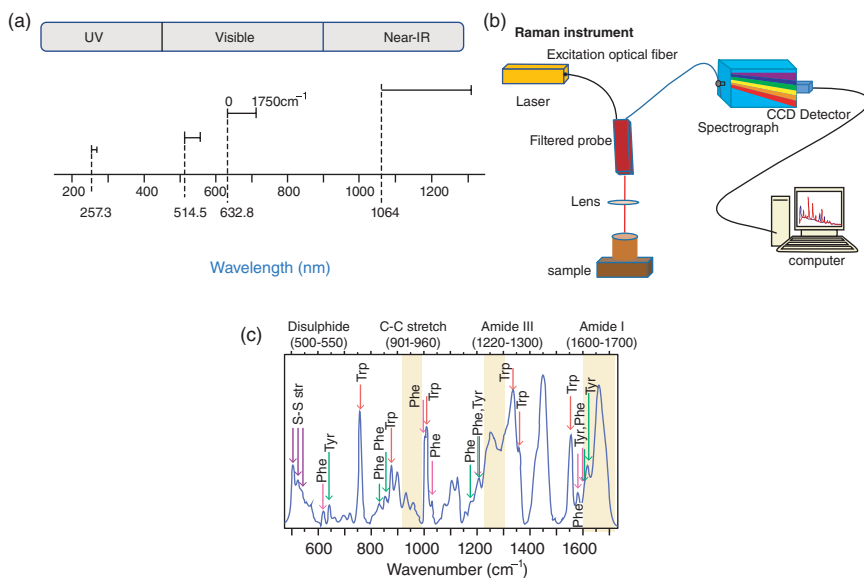 (a)
UV Visible Near-IR
0 1750cm⁻¹
200 400 600 800 1000 1200
257.3 514.5 632.8 1064
Wavelength (nm)
(b)
Raman instrument
Excitation optical fiber
Laser
Filtered probe
Spectrograph
CCD Detector
Lens
sample
computer
(c)
Disulphide C-C stretch Amide III Amide I
(500-550) (901-960) (1220-1300) (1600-1700)
S-S str
Phe
Tyr
Trp
Phe
Phe
Trp
Phe
Trp
Phe
Phe
Phe,Tyr
Trp
Trp
Trp
Phe
Tyr,Phe
Tyr
600 800 1000 1200 1400 1600
Wavenumber (cm⁻¹)